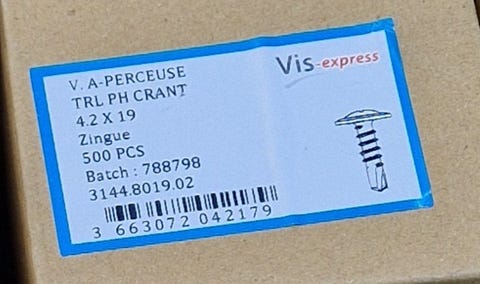 V. A-PERCEUSE
TRL PH CRANT
4.2 X 19
Zingue
500 PCS
Batch : 788798
3144.8019.02
3 663072 042179
Vis-express